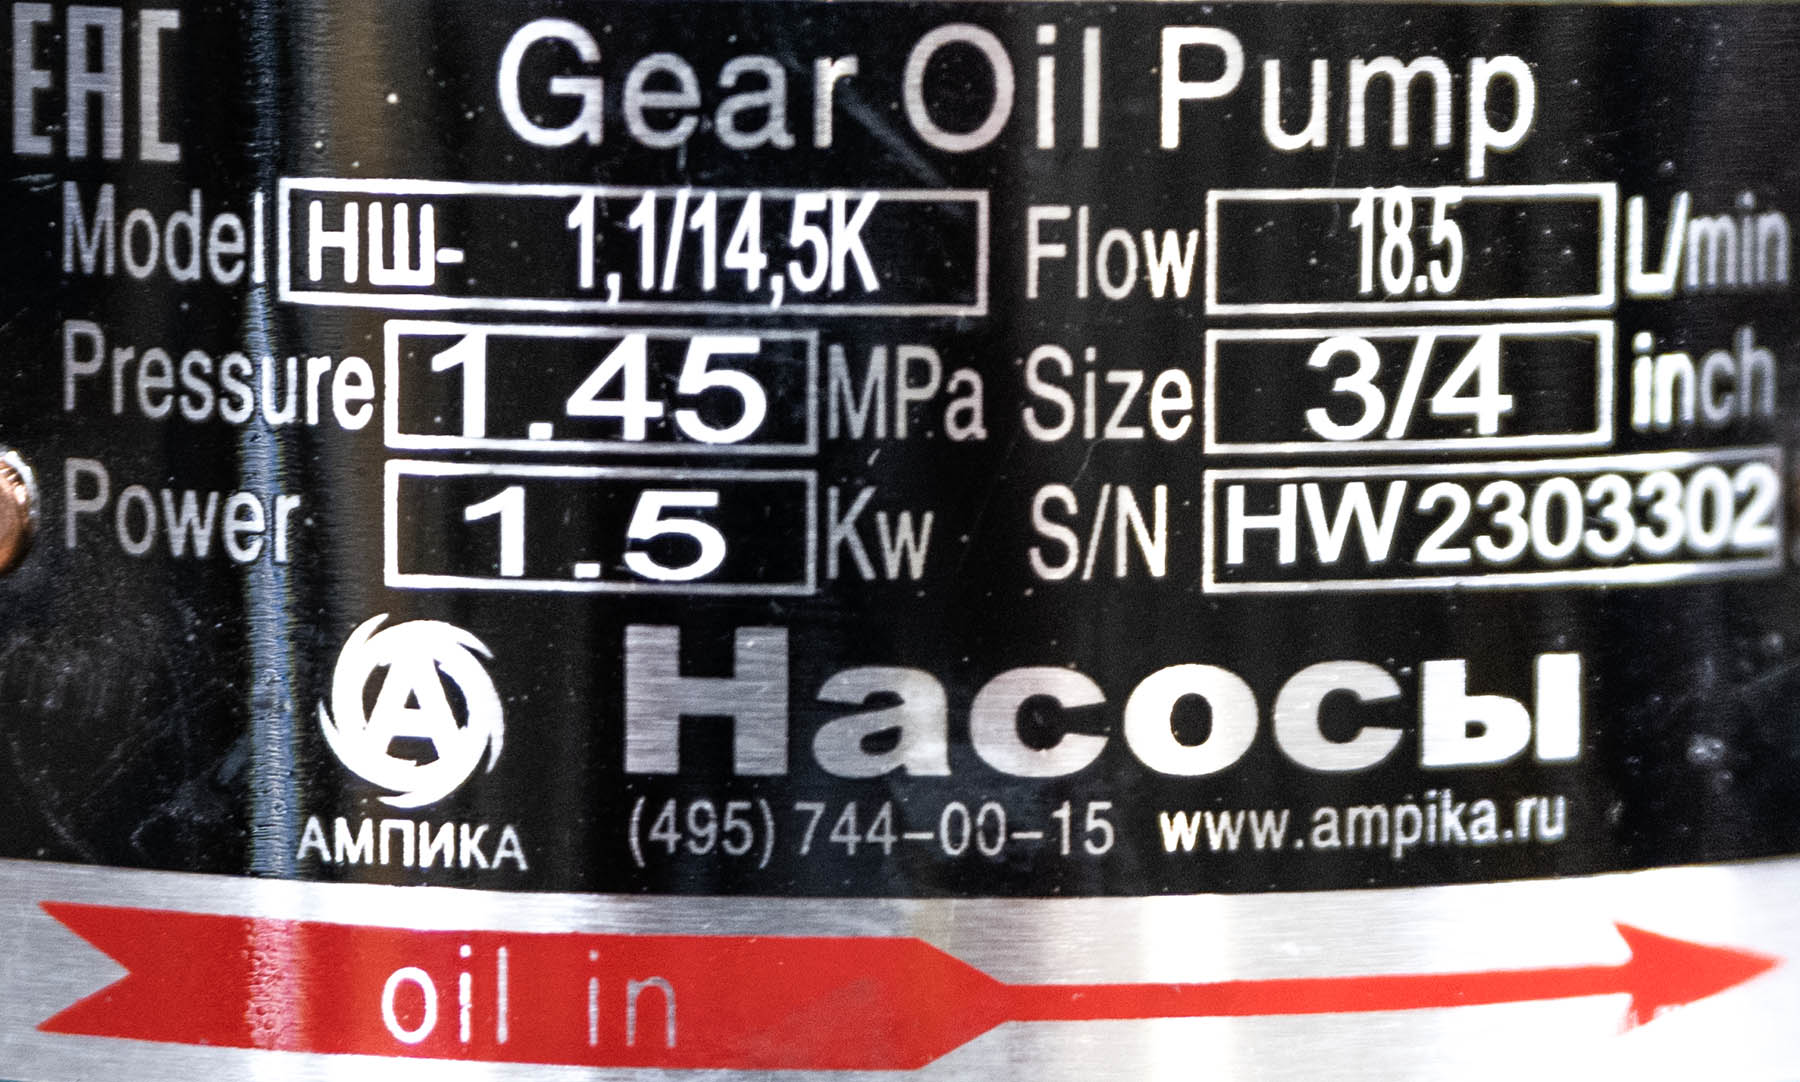 EAC
Gear Oil Pump
Model НШ- 1,1/14,5К Flow 18.5 L/min
Pressure 1.45 MPa Size 3/4 inch
Power 1.5 Kw S/N HW2303302
А
АМПИКА
Насосы
(495) 744-00-15 www.ampika.ru
oil in